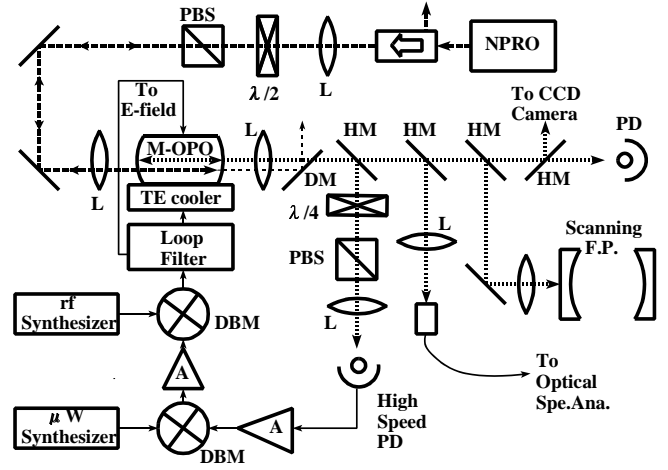 PBS
NPRO
λ/2
L
To
E-field
To CCD
Camera
M-OPO
L
HM
HM
HM
PD
L
DM
HM
TE cooler
λ/4
Loop
Filter
PBS
L
Scanning
F.P.
rf
Synthesizer
DBM
L
A
To
Optical
Spe.Ana.
μ W
Synthesizer
DBM
A
High
Speed
PD